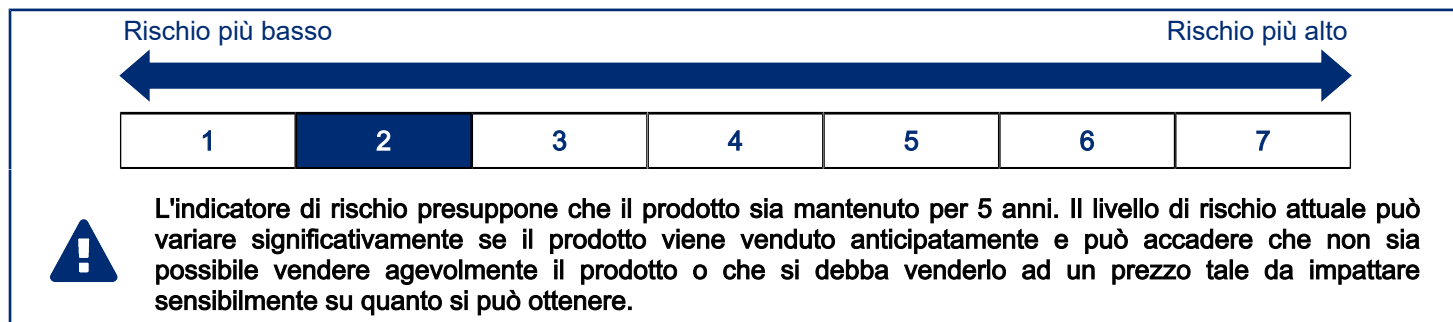 Rischio più basso Rischio più alto
1 2 3 4 5 6 7
L'indicatore di rischio presuppone che il prodotto sia mantenuto per 5 anni. Il livello di rischio attuale può
variare significativamente se il prodotto viene venduto anticipatamente e può accadere che non sia
possibile vendere agevolmente il prodotto o che si debba venderlo ad un prezzo tale da impattare
sensibilmente su quanto si può ottenere.